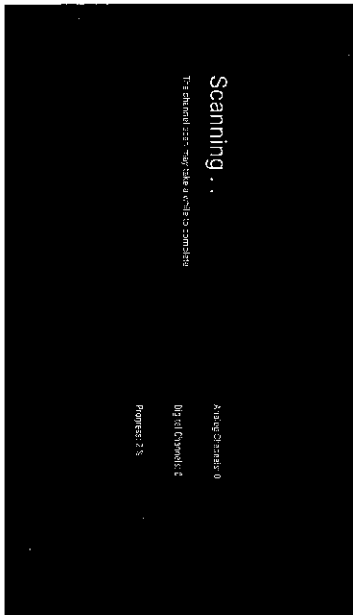 Scanning . .
The channel scan may take a while to complete
Analog Channels: 0
Digital Channels: 0
Progress: 2 %